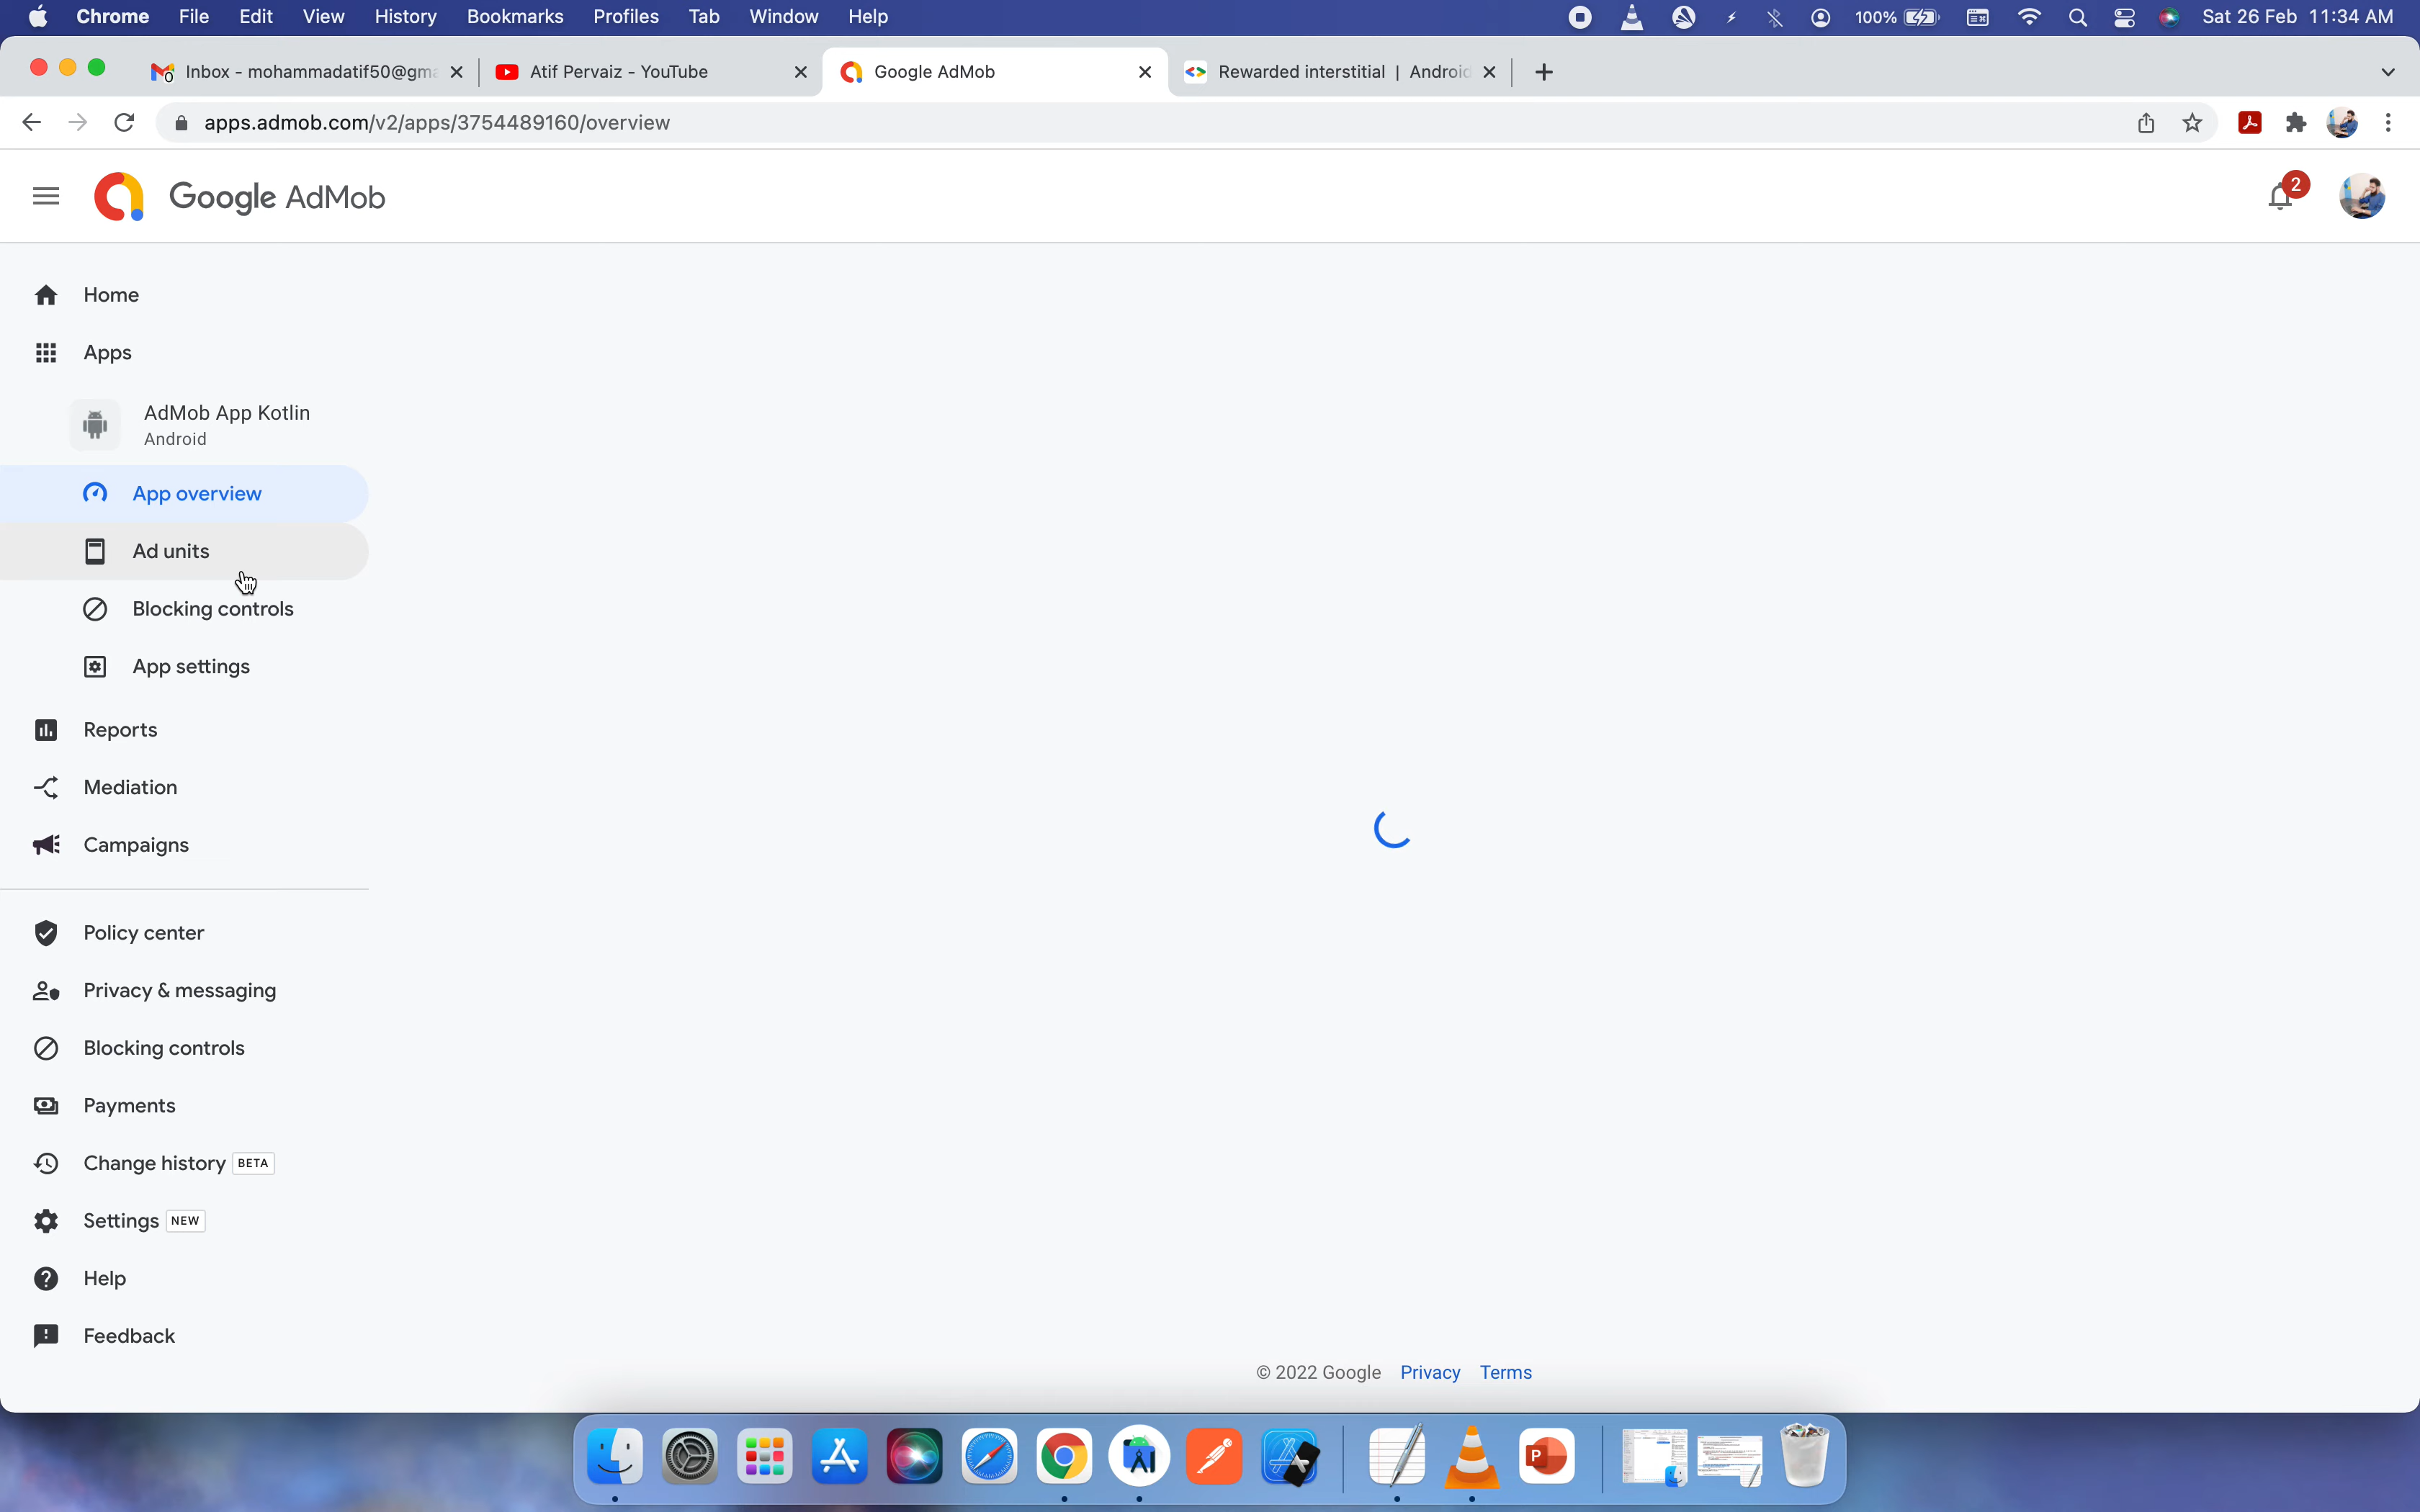 Chrome File Edit View History Bookmarks Profiles Tab Window Help 100% Sat 26 Feb 11:34 AM
Inbox - mohammadatif50@gm Atif Pervaiz - YouTube Google AdMob Rewarded interstitial | Android
apps.admob.com/v2/apps/3754489160/overview
Google AdMob 2
Home
Apps
AdMob App Kotlin
Android
App overview
Ad units
Blocking controls
App settings
Reports
Mediation
Campaigns
Policy center
Privacy & messaging
Blocking controls
Payments
Change history BETA
Settings NEW
Help
Feedback
© 2022 Google Privacy Terms